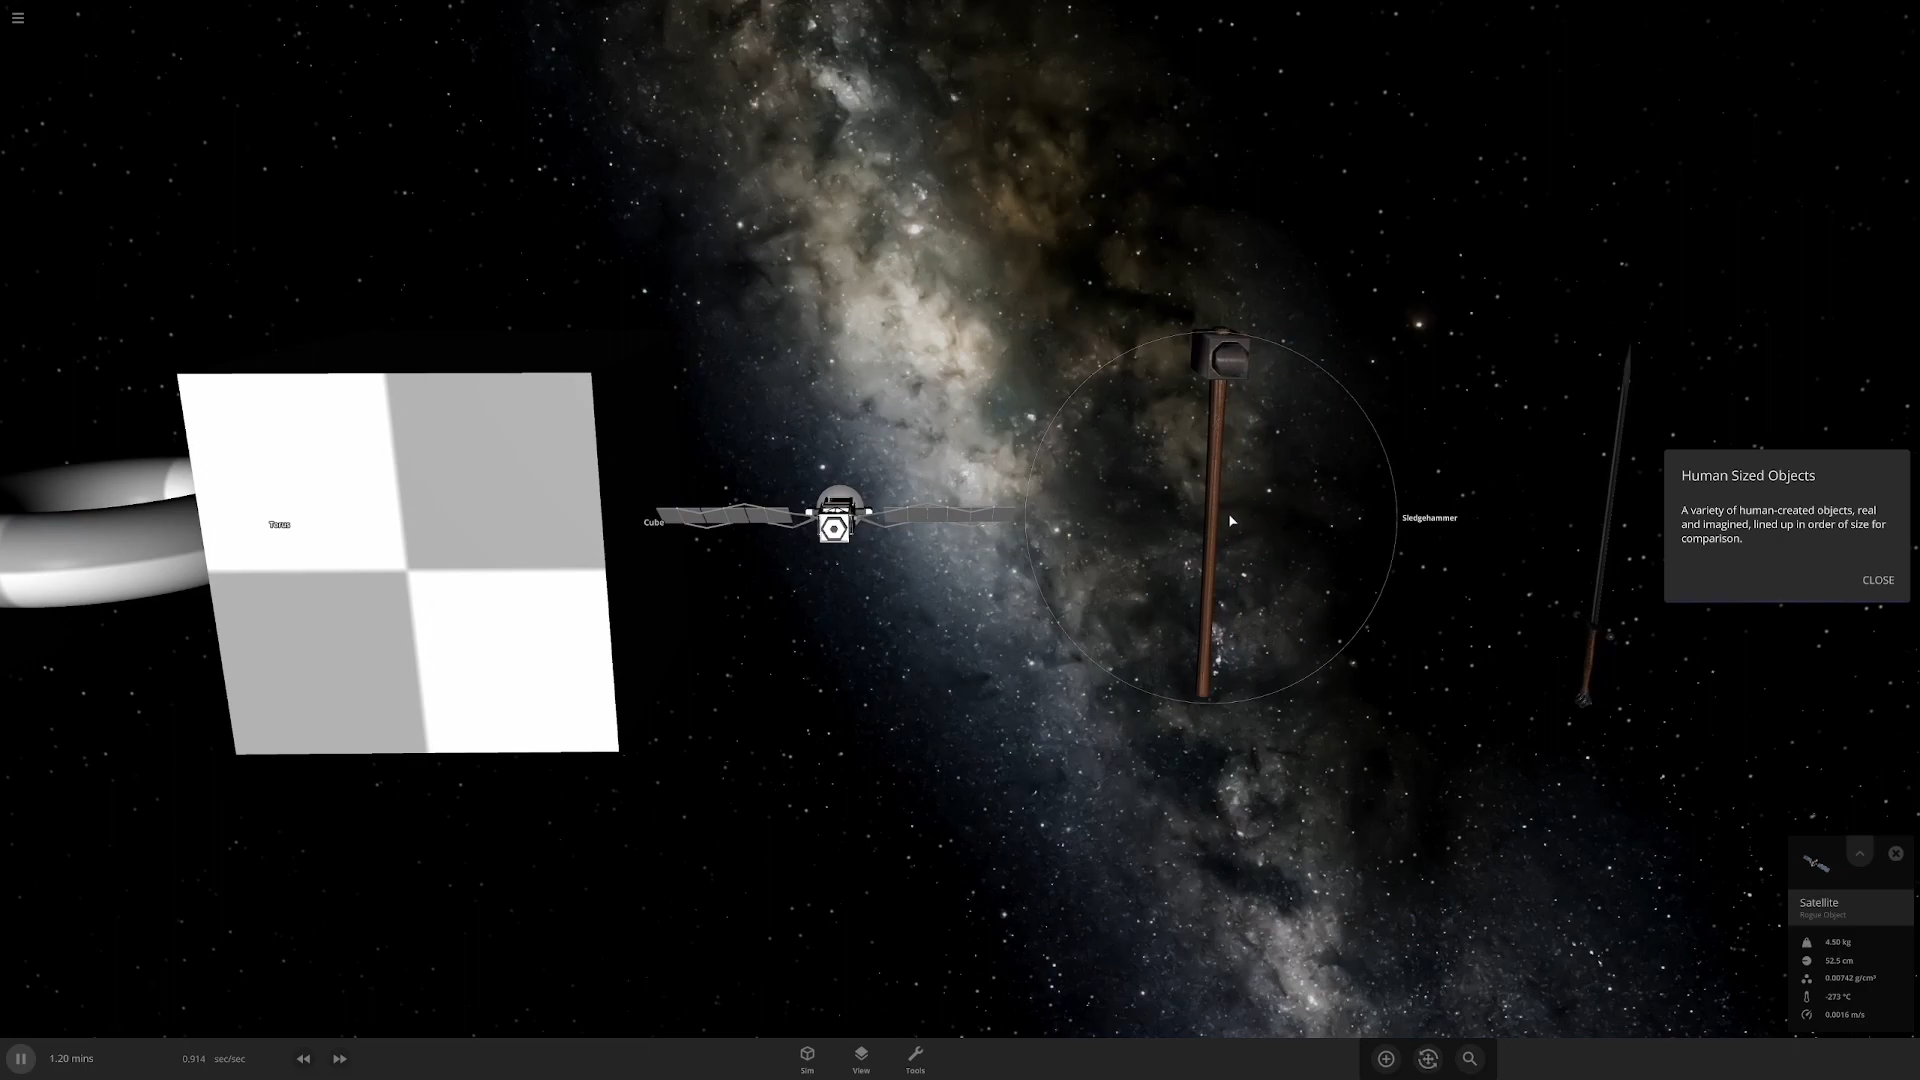 Torus
Cube
Sledgehammer
Human Sized Objects
A variety of human-created objects, real
and imagined, lined up in order of size for
comparison.
CLOSE
Satellite
Rogue Object
4.50 kg
52.5 cm
0.00742 g/cm³
-273 °C
0.0016 m/s
1.20 mins
0.914 sec/sec
Sim
View
Tools